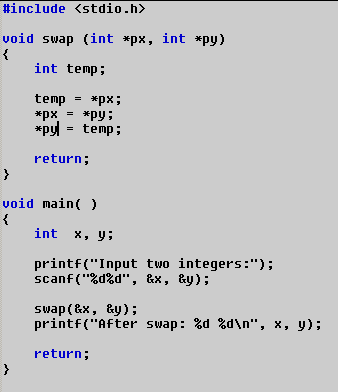 #include <stdio.h>
void swap (int *px, int *py)
{
int temp;
temp = *px;
*px = *py;
*py = temp;
return;
}
void main( )
{
int  x, y;
printf("Input two integers:");
scanf("%d%d", &x, &y);
swap(&x, &y);
printf("After swap: %d %d\n", x, y);
return;
}